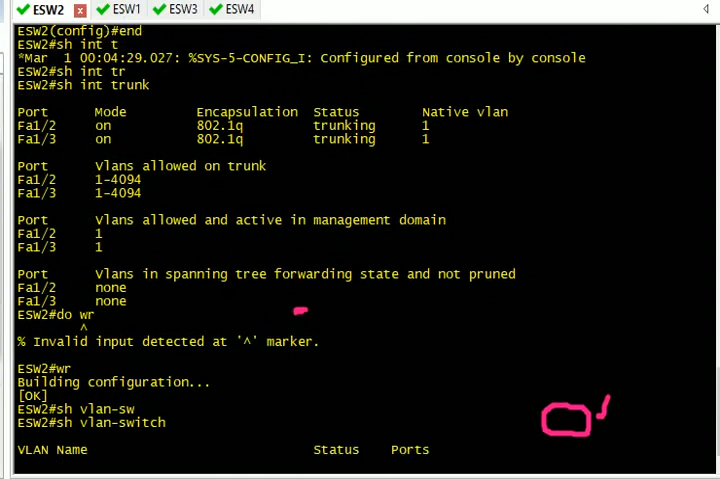 ESW2 ESW1 ESW3 ESW4
ESW2(config)#end
ESW2#sh int t
*Mar  1 00:04:29.027: %SYS-5-CONFIG_I: Configured from console by console
ESW2#sh int tr
ESW2#sh int trunk
Port Mode Encapsulation Status Native vlan
Fa1/2 on 802.1q trunking 1
Fa1/3 on 802.1q trunking 1
Port Vlans allowed on trunk
Fa1/2 1-4094
Fa1/3 1-4094
Port Vlans allowed and active in management domain
Fa1/2 1
Fa1/3 1
Port Vlans in spanning tree forwarding state and not pruned
Fa1/2 none
Fa1/3 none
ESW2#do wr
^
% Invalid input detected at '^' marker.
ESW2#wr
Building configuration...
[OK]
ESW2#sh vlan-sw
ESW2#sh vlan-switch
VLAN Name Status Ports